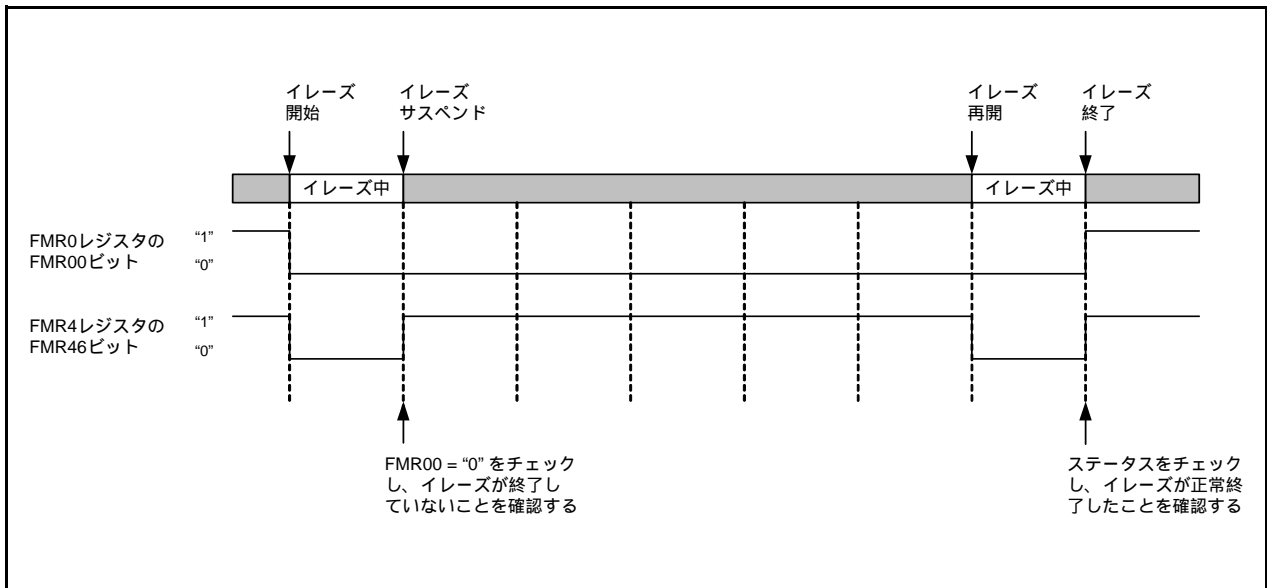 イレーズ
開始
イレーズ
サスペンド
イレーズ
再開
イレーズ
終了
イレーズ中
イレーズ中
FMR0レジスタの
FMR00ビット
“1”
“0”
FMR4レジスタの
FMR46ビット
“1”
“0”
FMR00 = “0” をチェック
し、イレーズが終了し
ていないことを確認する
ステータスをチェック
し、イレーズが正常終
了したことを確認する